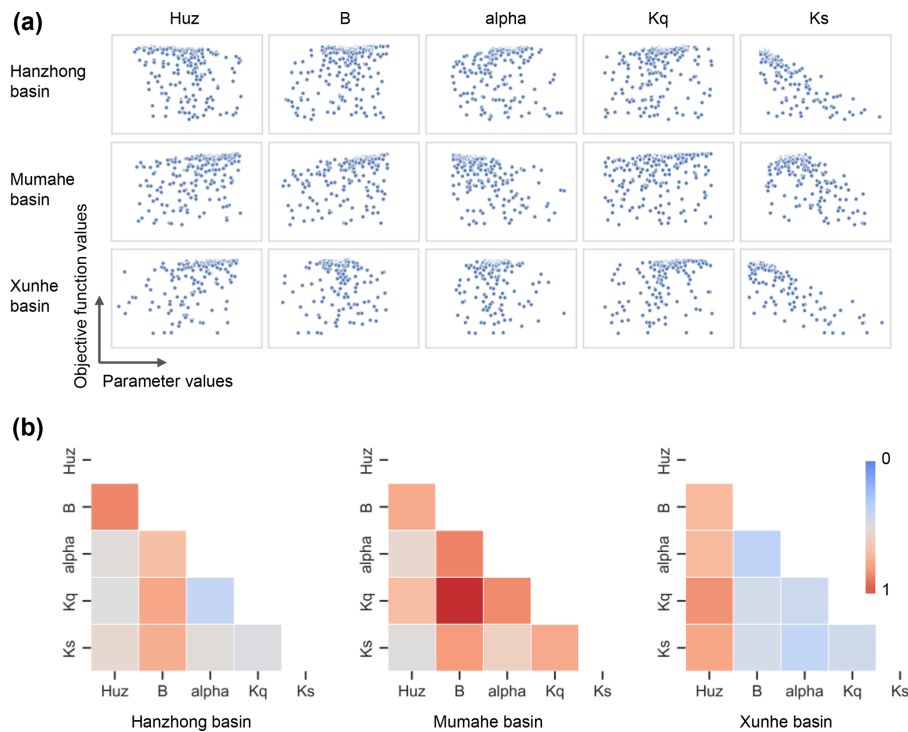 (a)
Huz B alpha Kq Ks
Hanzhong
basin
Mumahe
basin
Xunhe
basin
Objective function values
Parameter values
(b)
Huz
B
alpha
Kq
Ks
Huz B alpha Kq Ks
Hanzhong basin
Huz
B
alpha
Kq
Ks
Huz B alpha Kq Ks
Mumahe basin
Huz
B
alpha
Kq
Ks
Huz B alpha Kq Ks
Xunhe basin
0
1